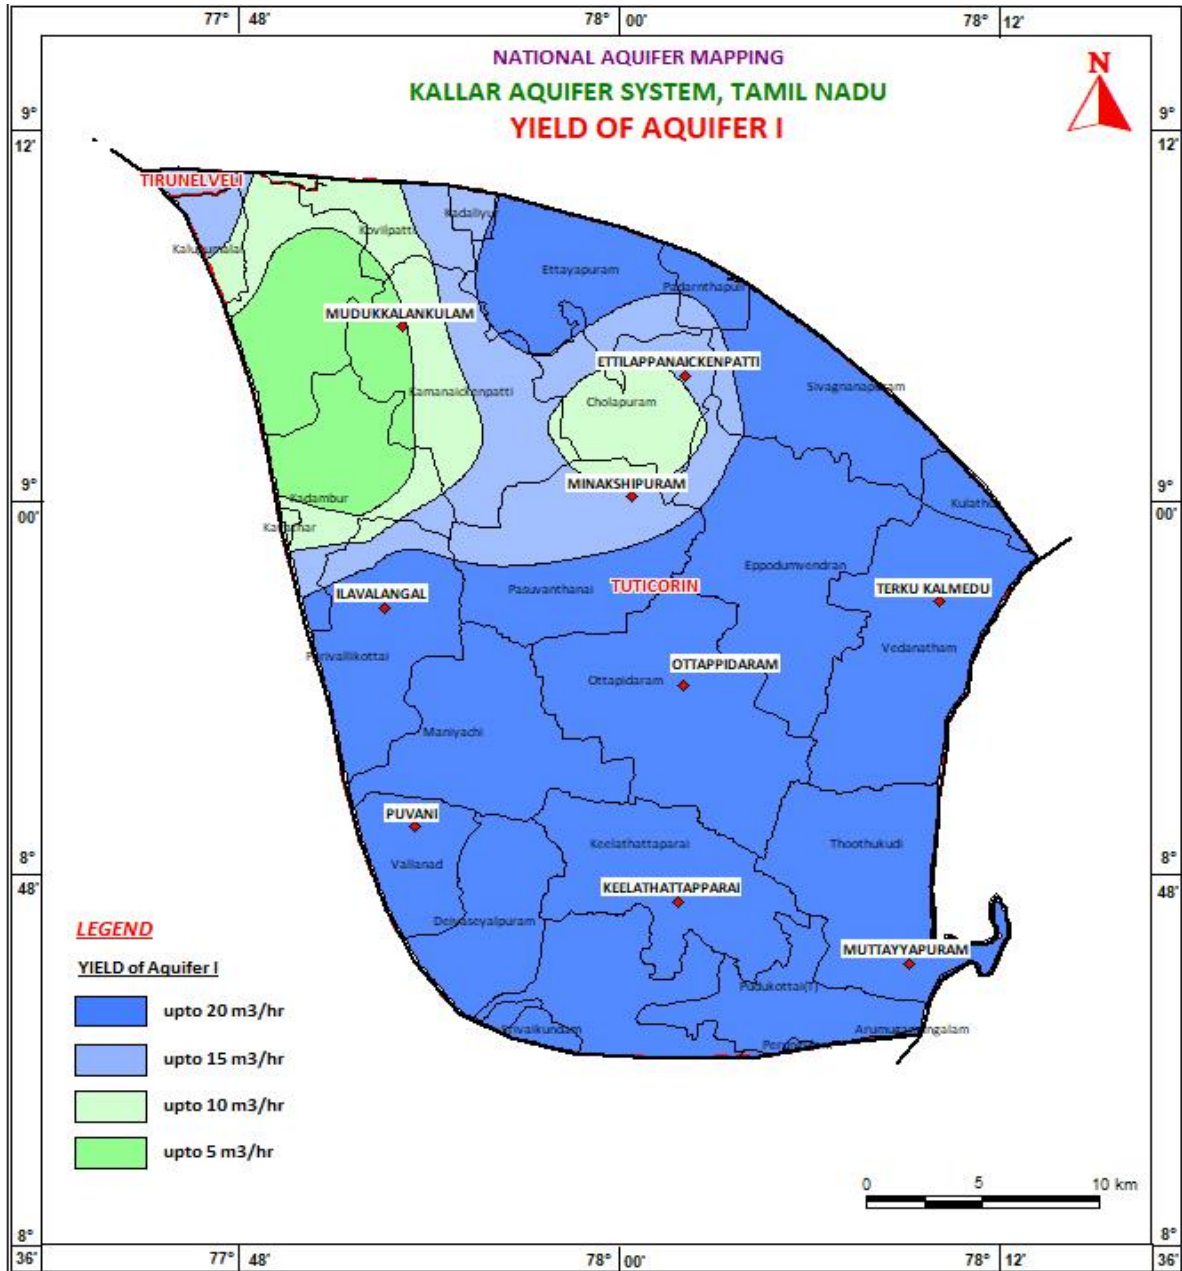 77° 48' 78° 00' 78° 12'
NATIONAL AQUIFER MAPPING
KALLAR AQUIFER SYSTEM, TAMIL NADU
YIELD OF AQUIFER I
N
9° 12' 9° 12'
TIRUNELVELI
Kadaliyur
Kovilpatti
Ettayapuram
MUDUKKALANKULAM
ETTILAPPANAICKENPATTI
Sivagnanapuram
Kamanaickenpatti
Cholapuram
9° 00' 9° 00'
MINAKSHIPURAM
Kadambur
Eppodumvendran
Pasuvanthanai
TUTICORIN
ILAVALANGAL
TERKU KALMEDU
Vedanatham
OTTAPPIDARAM
Ottapidaram
Maniyachi
PUVANI
Keelathattaparai
Thoothukudi
Vallanad
8° 48' 8° 48'
KEELATHATTAPPARAI
Deivaseyalpuram
MUTTAYYAPURAM
Pudukottai(T)
LEGEND
YIELD of Aquifer I
upto 20 m3/hr
upto 15 m3/hr
upto 10 m3/hr
upto 5 m3/hr
0 5 10 km
8° 36' 8° 36'
77° 48' 78° 00' 78° 12'